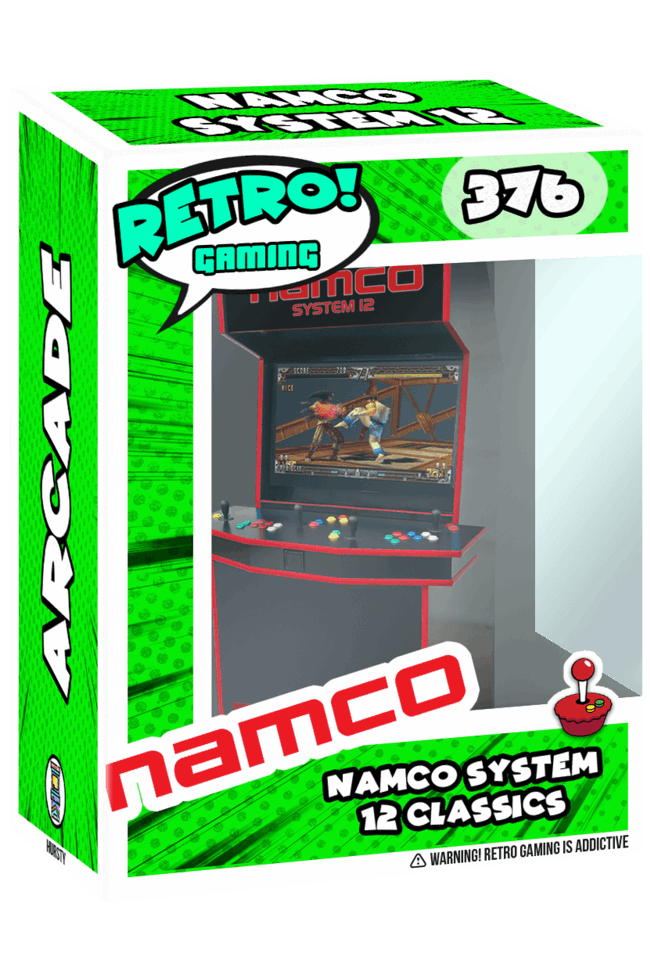 NAMCO
SYSTEM 12
RETRO!
GAMING
376
ARCADE
namco
SYSTEM 12
SCORE
namco
NAMCO SYSTEM
12 CLASSICS
WARNING! RETRO GAMING IS ADDICTIVE
HURSTY